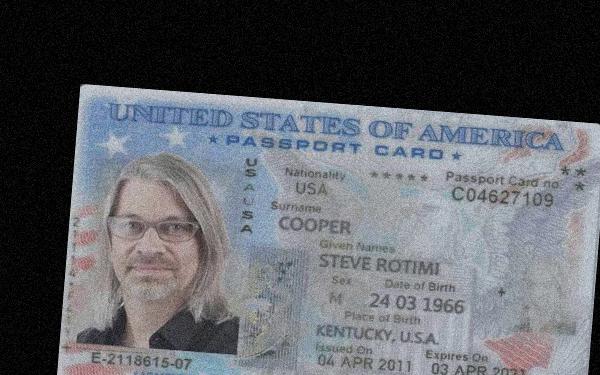 UNITED STATES OF AMERICA
★ PASSPORT CARD ★
USA USA
Nationality
USA
* * * * *
Passport Card no.
C04627109
Surname
COOPER
Given Names
STEVE ROTIMI
Sex
M
Date of Birth
24 03 1966
Place of Birth
KENTUCKY, U.S.A.
Issued On
04 APR 2011
Expires On
03 APR
E-2118615-07